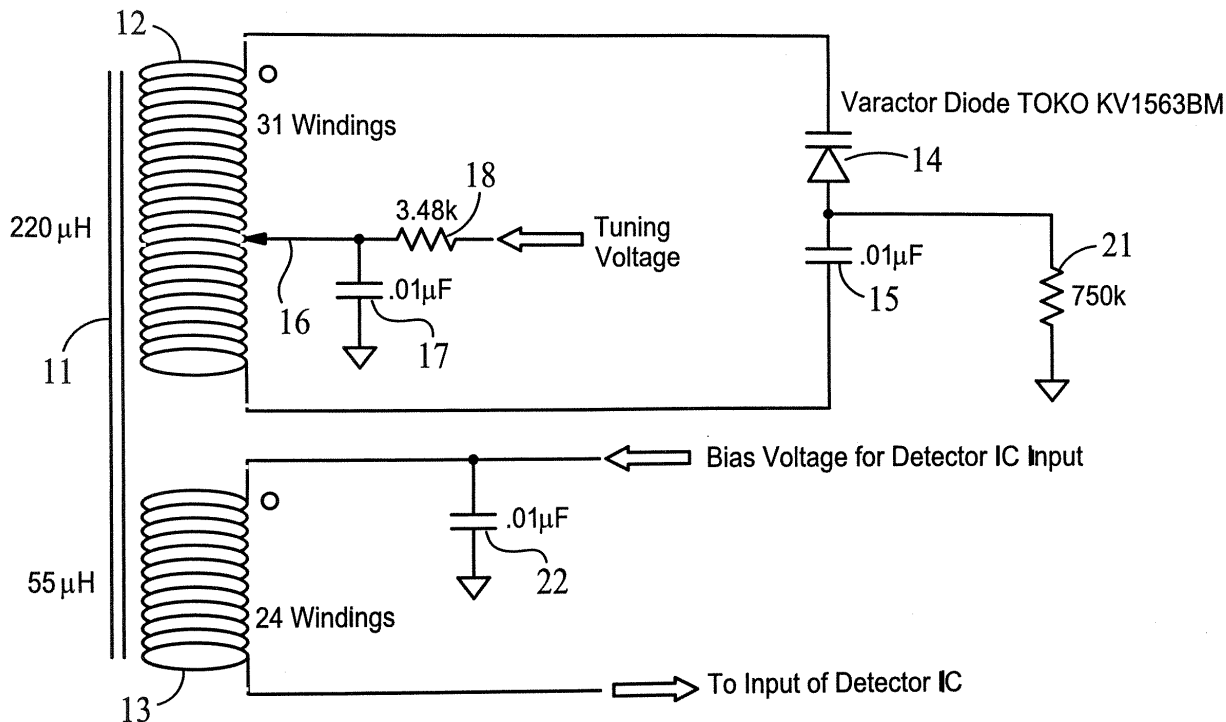 12
Varactor Diode TOKO KV1563BM
31 Windings
14
18
3.48k
220 μH
Tuning
Voltage
.01μF
21
.01μF
15
750k
16
17
11
Bias Voltage for Detector IC Input
.01μF
22
55 μH
24 Windings
To Input of Detector IC
13